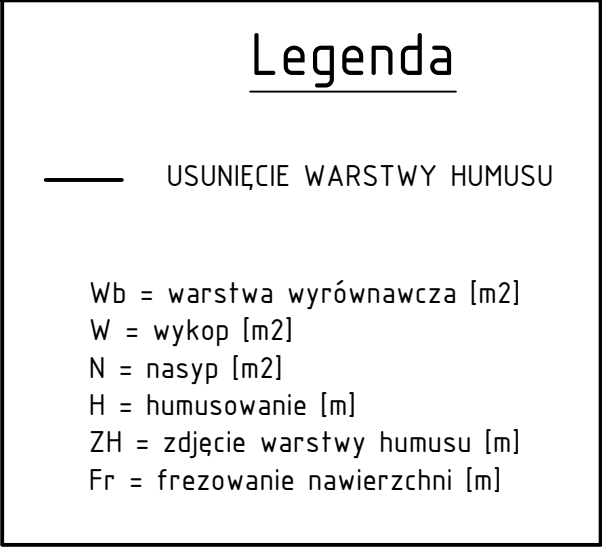 Legenda
USUNIĘCIE WARSTWY HUMUSU
Wb = warstwa wyrównawcza [m2]
W = wykop [m2]
N = nasyp [m2]
H = humusowanie [m]
ZH = zdjęcie warstwy humusu [m]
Fr = frezowanie nawierzchni [m]